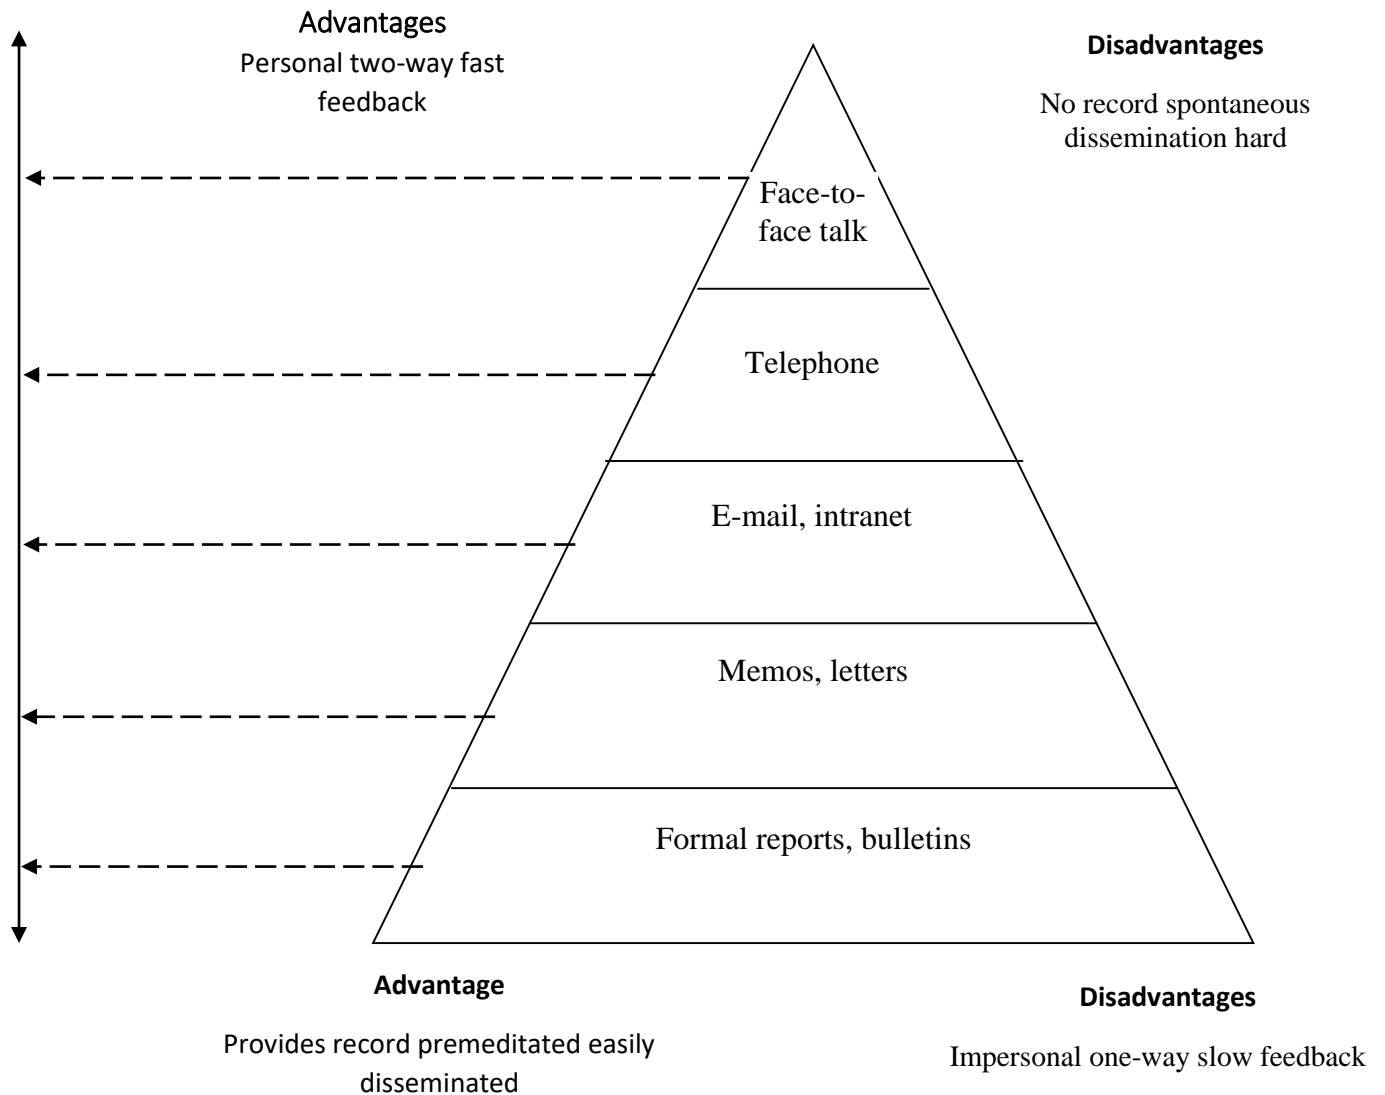 Advantages
Personal two-way fast
feedback
Disadvantages
No record spontaneous
dissemination hard
Face-to-
face talk
Telephone
E-mail, intranet
Memos, letters
Formal reports, bulletins
Advantage
Provides record premeditated easily
disseminated
Disadvantages
Impersonal one-way slow feedback